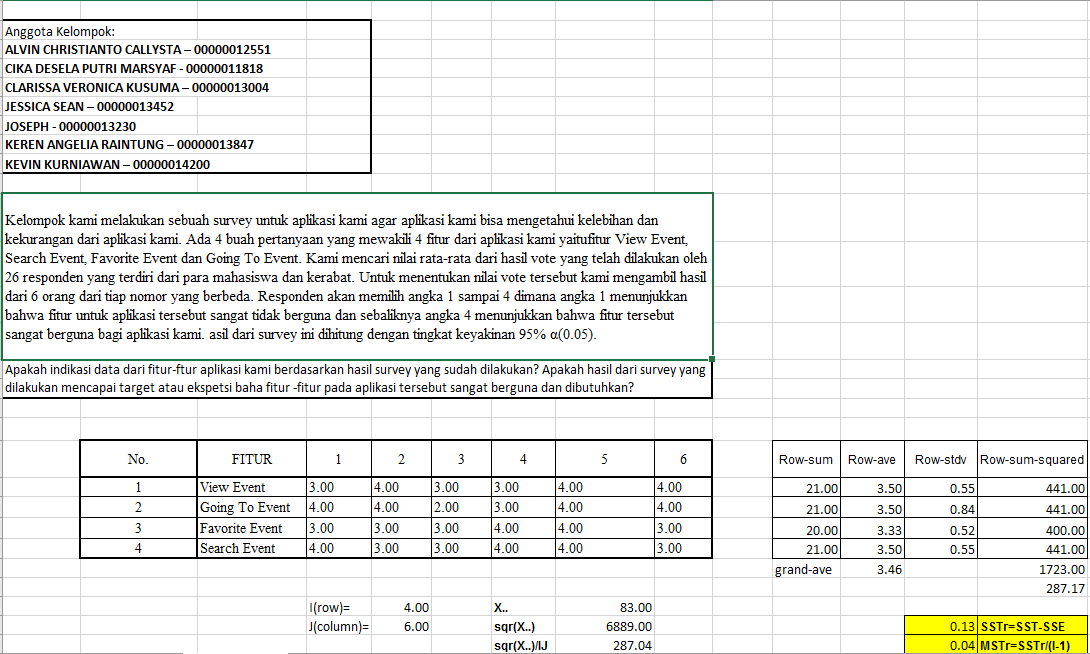 Anggota Kelompok:
ALVIN CHRISTIANTO CALLYSTA – 00000012551
CIKA DESELA PUTRI MARSYAF - 00000011818
CLARISSA VERONICA KUSUMA – 00000013004
JESSICA SEAN – 00000013452
JOSEPH - 00000013230
KEREN ANGELIA RAINTUNG – 00000013847
KEVIN KURNIAWAN – 00000014200
Kelompok kami melakukan sebuah survey untuk aplikasi kami agar aplikasi kami bisa mengetahui kelebihan dan
kekurangan dari aplikasi kami. Ada 4 buah pertanyaan yang mewakili 4 fitur dari aplikasi kami yaitufitur View Event,
Search Event, Favorite Event dan Going To Event. Kami mencari nilai rata-rata dari hasil vote yang telah dilakukan oleh
26 responden yang terdiri dari para mahasiswa dan kerabat. Untuk menentukan nilai vote tersebut kami mengambil hasil
dari 6 orang dari tiap nomor yang berbeda. Responden akan memilih angka 1 sampai 4 dimana angka 1 menunjukkan
bahwa fitur untuk aplikasi tersebut sangat tidak berguna dan sebaliknya angka 4 menunjukkan bahwa fitur tersebut
sangat berguna bagi aplikasi kami. asil dari survey ini dihitung dengan tingkat keyakinan 95% α(0.05).
Apakah indikasi data dari fitur-ftur aplikasi kami berdasarkan hasil survey yang sudah dilakukan? Apakah hasil dari survey yang
dilakukan mencapai target atau ekspetsi baha fitur -fitur pada aplikasi tersebut sangat berguna dan dibutuhkan?
No. FITUR 1 2 3 4 5 6 Row-sum Row-ave Row-stdv Row-sum-squared
1 View Event 3.00 4.00 3.00 3.00 4.00 4.00 21.00 3.50 0.55 441.00
2 Going To Event 4.00 4.00 2.00 3.00 4.00 4.00 21.00 3.50 0.84 441.00
3 Favorite Event 3.00 3.00 3.00 4.00 4.00 3.00 20.00 3.33 0.52 400.00
4 Search Event 4.00 3.00 3.00 4.00 4.00 3.00 21.00 3.50 0.55 441.00
grand-ave 3.46 1723.00
287.17
I(row)= 4.00 X.. 83.00
J(column)= 6.00 sqr(X..) 6889.00 0.13 SSTr=SST-SSE
sqr(X..)/IJ 287.04 0.04 MSTr=SSTr/(I-1)